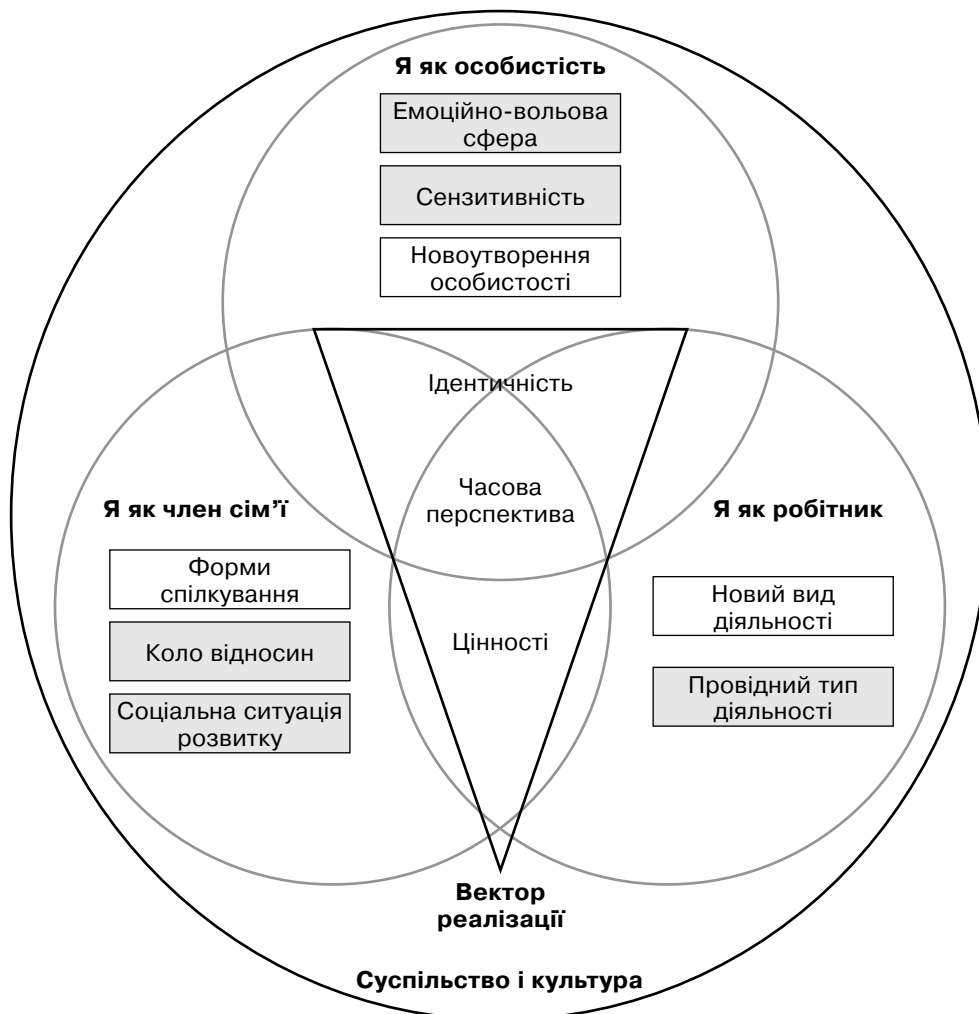 Я як особистість
Емоційно-вольова
сфера
Сензитивність
Новоутворення
особистості
Ідентичність
Часова
перспектива
Цінності
Я як член сім’ї
Форми
спілкування
Коло відносин
Соціальна ситуація
розвитку
Я як робітник
Новий вид
діяльності
Провідний тип
діяльності
Вектор
реалізації
Суспільство і культура